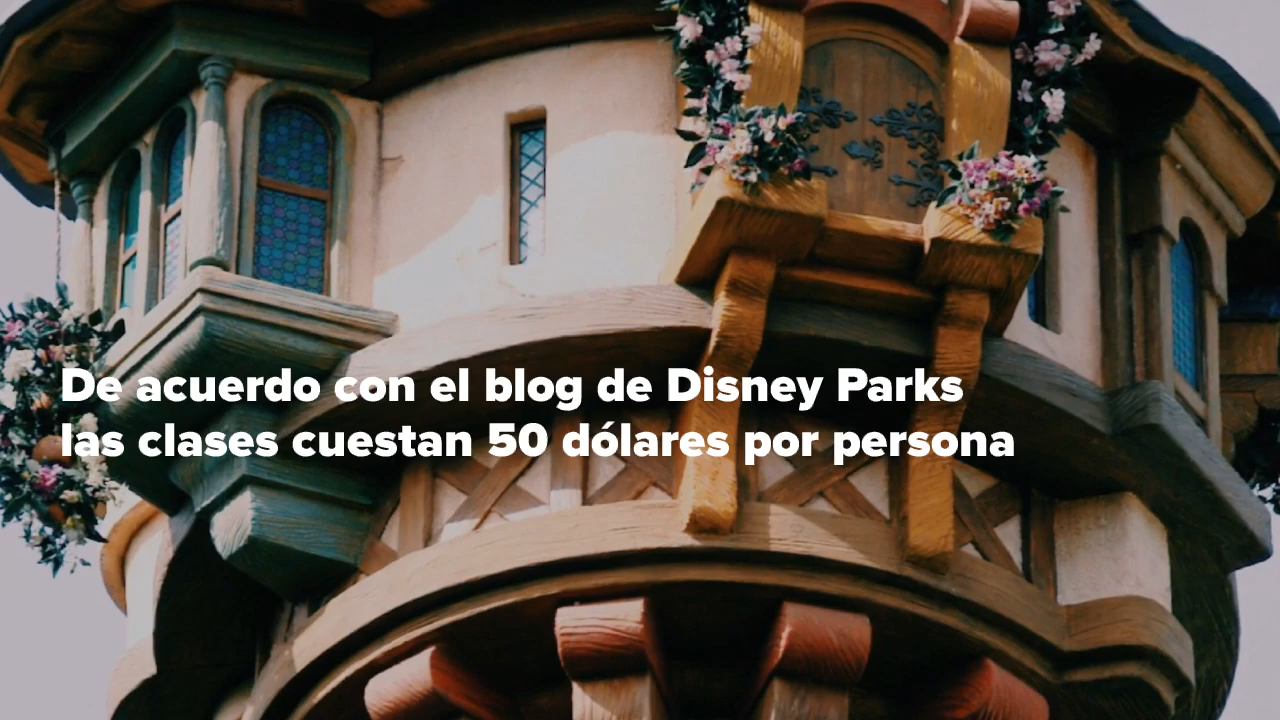 De acuerdo con el blog de Disney Parks
las clases cuestan 50 dólares por persona